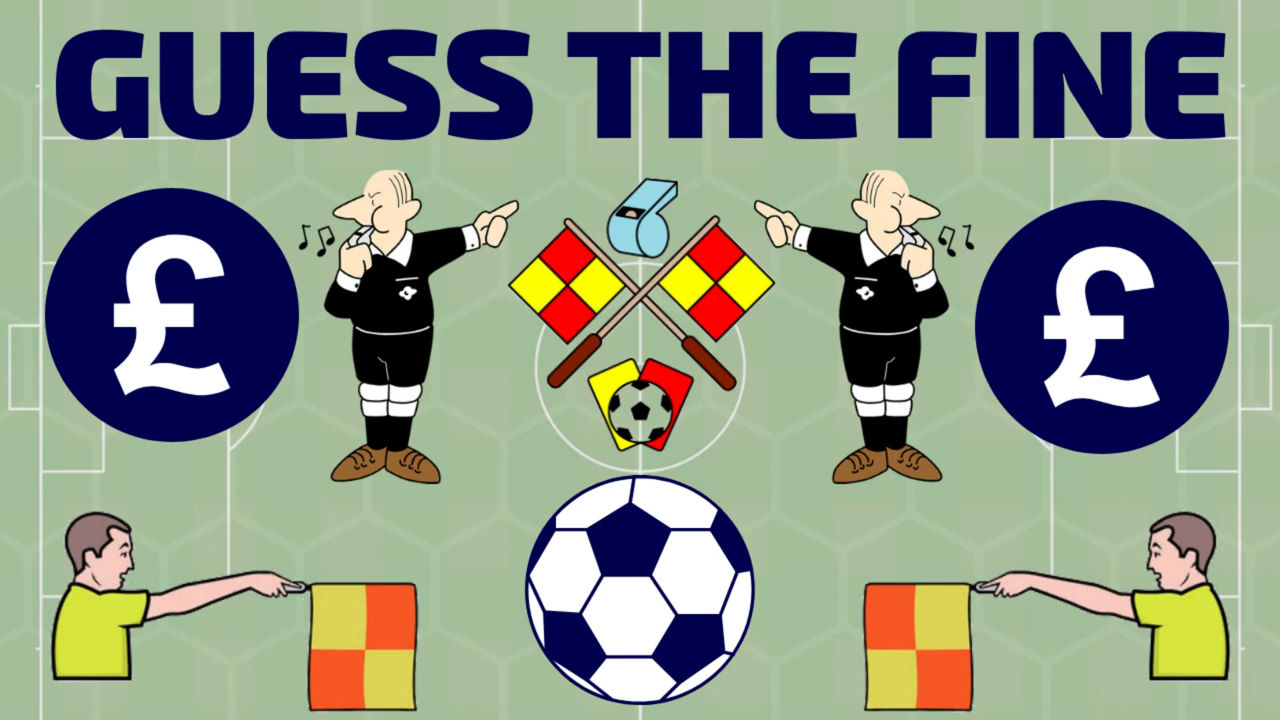 GUESS THE FINE
£ £